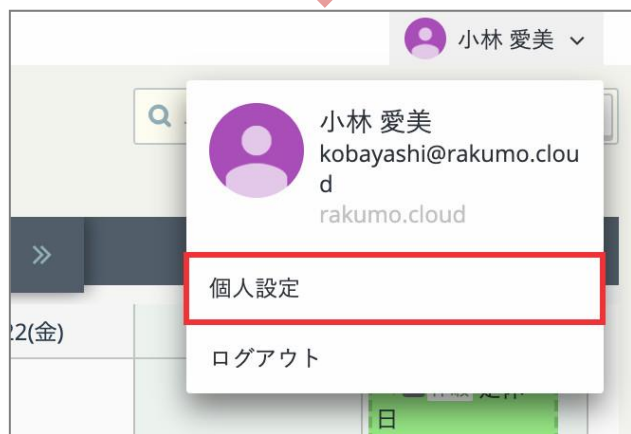 小林 愛美
小林 愛美
kobayashi@rakumo.clou
d
rakumo.cloud
個人設定
22(金)
ログアウト
日